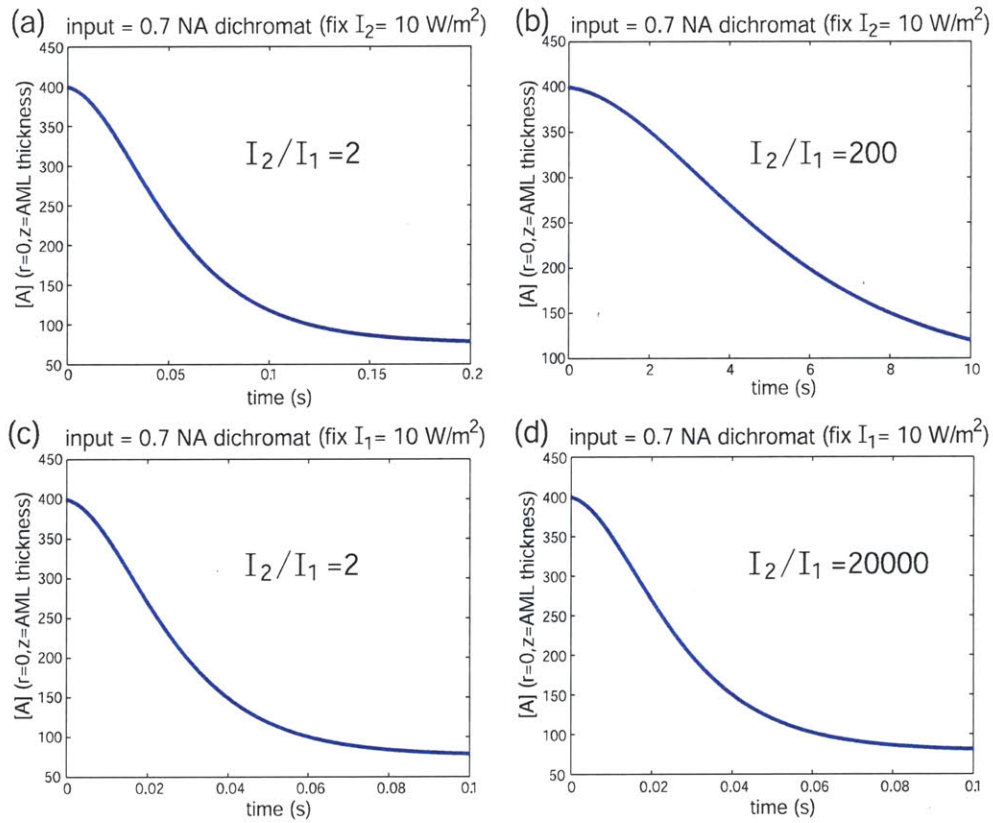 (a) input = 0.7 NA dichromat (fix I₂= 10 W/m²)
450
400
350
300
250
200
150
100
50
[A] (r=0,z=AML thickness)
I₂/I₁ =2
0 0.05 0.1 0.15 0.2
time (s)
(b) input = 0.7 NA dichromat (fix I₂= 10 W/m²)
450
400
350
300
250
200
150
100
[A] (r=0,z=AML thickness)
I₂/I₁ =200
0 2 4 6 8 10
time (s)
(c) input = 0.7 NA dichromat (fix I₁= 10 W/m²)
450
400
350
300
250
200
150
100
50
[A] (r=0,z=AML thickness)
I₂/I₁ =2
0 0.02 0.04 0.06 0.08 0.1
time (s)
(d) input = 0.7 NA dichromat (fix I₁= 10 W/m²)
450
400
350
300
250
200
150
100
50
[A] (r=0,z=AML thickness)
I₂/I₁ =20000
0 0.02 0.04 0.06 0.08 0.1
time (s)